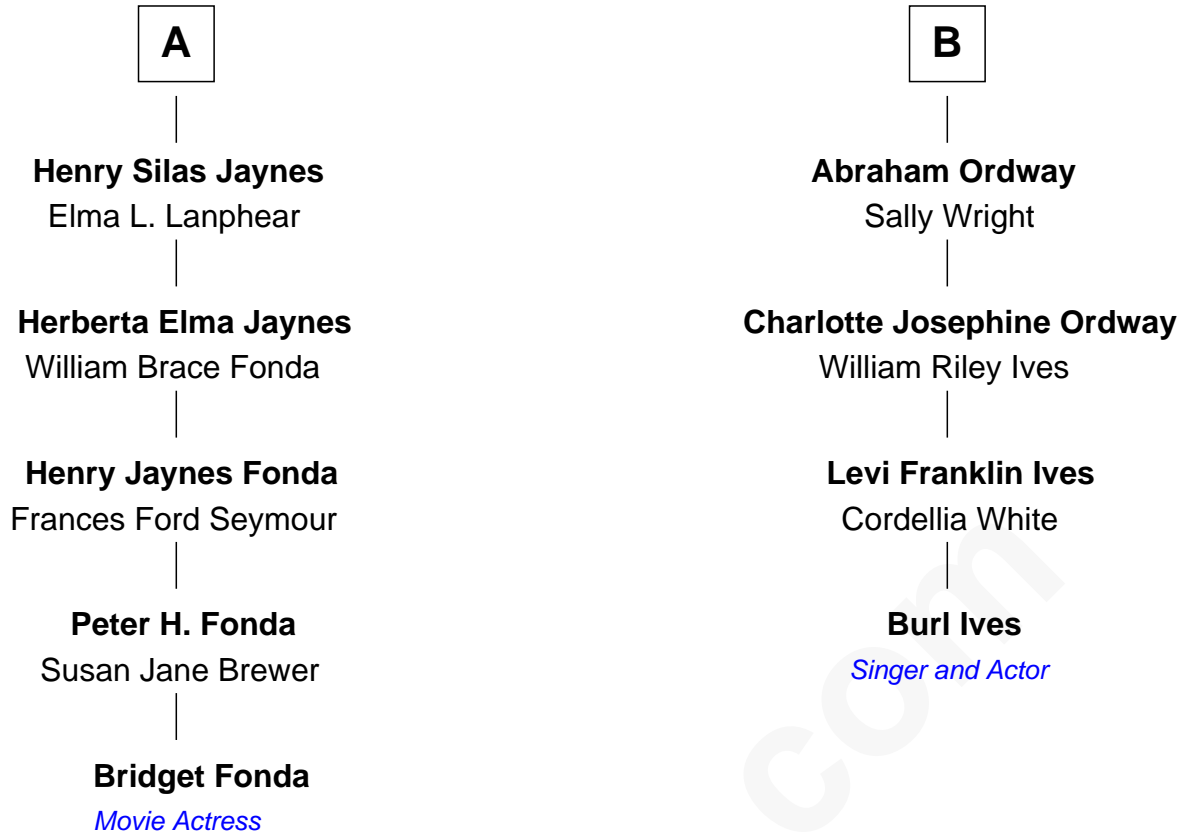 A
Henry Silas Jaynes
Elma L. Lanphear
Herberta Elma Jaynes
William Brace Fonda
Henry Jaynes Fonda
Frances Ford Seymour
Peter H. Fonda
Susan Jane Brewer
Bridget Fonda
Movie Actress
B
Abraham Ordway
Sally Wright
Charlotte Josephine Ordway
William Riley Ives
Levi Franklin Ives
Cordellia White
Burl Ives
Singer and Actor
com